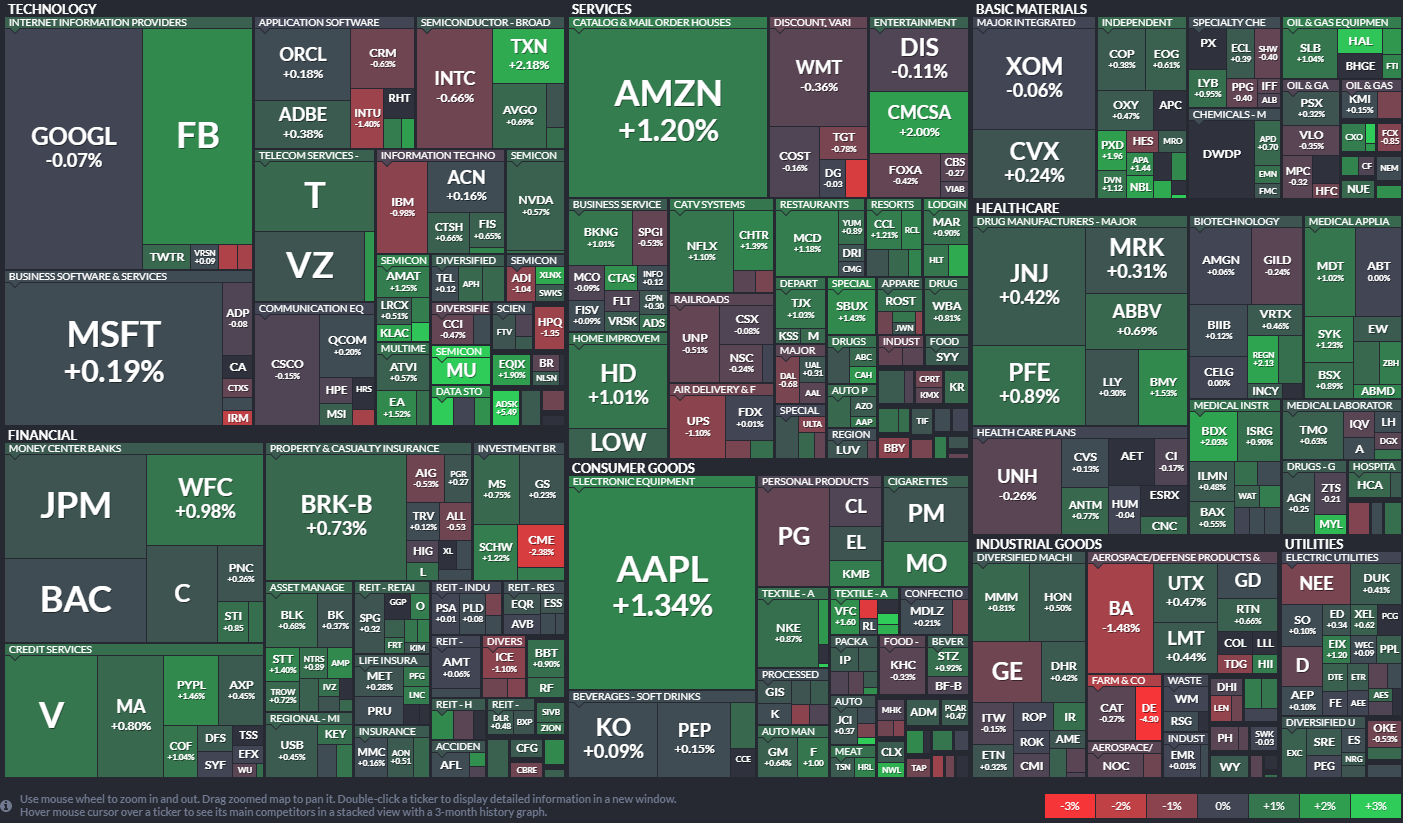 TECHNOLOGY
INTERNET INFORMATION PROVIDERS
GOOGL
-0.07%
FB
TWTR
VRSN
+0.09
APPLICATION SOFTWARE
ORCL
+0.18%
CRM
-0.63%
ADBE
+0.38%
INTU
-1.40%
RHT
SEMICONDUCTOR - BROAD
INTC
-0.66%
TXN
+2.18%
AVGO
+0.69%
TELECOM SERVICES -
T
VZ
INFORMATION TECHNO
IBM
-0.98%
ACN
+0.16%
CTSH
+0.66%
FIS
+0.65%
SEMICON
NVDA
+0.57%
BUSINESS SOFTWARE & SERVICES
MSFT
+0.19%
ADP
-0.08
CA
CTXS
IRM
COMMUNICATION EQ
CSCO
-0.15%
QCOM
+0.20%
HPE
HRS
MSI
SEMICON
AMAT
+1.25%
LRCX
+0.51%
KLAC
DIVERSIFIED
TEL
+0.12
APH
SEMICON
ADI
-1.04
XLNX
SWKS
DIVERSIFIE
CCI
-0.47%
SCIEN
FTV
HPQ
-1.35
MULTIME
ATVI
+0.57%
EA
+1.52%
SEMICON
MU
EQIX
+1.90%
BR
NLSN
DATA STO
ADSK
+5.49
FINANCIAL
MONEY CENTER BANKS
JPM
WFC
+0.98%
BAC
C
PNC
+0.26%
STI
+0.85
PROPERTY & CASUALTY INSURANCE
BRK-B
+0.73%
AIG
-0.53%
PGR
+0.27
TRV
+0.12%
ALL
-0.53
HIG
XL
L
INVESTMENT BR
MS
+0.75%
GS
+0.23%
SCHW
+1.22%
CME
-2.38%
CREDIT SERVICES
V
MA
+0.80%
PYPL
+1.46%
AXP
+0.45%
COF
+1.04%
DFS
TSS
SYF
EFX
WU
ASSET MANAGE
BLK
+0.68%
BK
+0.37%
STT
+1.40%
NTRS
+0.89
AMP
TROW
+0.72%
IVZ
REGIONAL - MI
USB
+0.45%
KEY
REIT - RETAI
SPG
+0.32
GGP
O
FRT
KIM
LIFE INSURA
MET
+0.28%
PFG
LNC
PRU
INSURANCE
MMC
+0.16%
AON
+0.51
REIT - INDU
PSA
+0.01
PLD
+0.08
REIT - RES
EQR
ESS
AVB
REIT -
AMT
+0.06%
DIVERS
ICE
-1.10%
BBT
+0.90%
RF
REIT - H
REIT -
DLR
+0.48
BXP
SIVB
ZION
ACCIDEN
AFL
CFG
CBRE
SERVICES
CATALOG & MAIL ORDER HOUSES
AMZN
+1.20%
DISCOUNT, VARI
WMT
-0.36%
COST
-0.16%
TGT
-0.78%
DG
-0.03
ENTERTAINMENT
DIS
-0.11%
CMCSA
+2.00%
FOXA
-0.42%
CBS
-0.27
VIAB
BUSINESS SERVICE
BKNG
+1.01%
SPGI
-0.53%
MCO
-0.09%
CTAS
INFO
+0.12
FISV
+0.09%
FLT
GPN
+0.30
VRSK
ADS
CATV SYSTEMS
NFLX
+1.10%
CHTR
+1.39%
RESTAURANTS
MCD
+1.18%
YUM
+0.89
DRI
CMG
RESORTS
CCL
+1.21%
RCL
LODGIN
MAR
+0.90%
HLT
HOME IMPROVEM
HD
+1.01%
LOW
RAILROADS
UNP
-0.51%
CSX
-0.08%
NSC
-0.24%
AIR DELIVERY & F
UPS
-1.10%
FDX
+0.01%
DEPART
TJX
+1.03%
KSS
M
SPECIAL
SBUX
+1.43%
APPARE
ROST
JWN
DRUG
WBA
+0.81%
MAJOR
DAL
-0.68
UAL
+0.31
AAL
DRUGS
ABC
CAH
INDUST
FOOD
SYY
AUTO P
AZO
AAP
CPRT
KMX
KR
SPECIAL
ULTA
REGION
LUV
TIF
BBY
CONSUMER GOODS
ELECTRONIC EQUIPMENT
AAPL
+1.34%
PERSONAL PRODUCTS
PG
CL
EL
KMB
CIGARETTES
PM
MO
BEVERAGES - SOFT DRINKS
KO
+0.09%
PEP
+0.15%
CCE
TEXTILE - A
NKE
+0.87%
TEXTILE - A
VFC
+1.60
RL
CONFECTIO
MDLZ
+0.21%
PACKA
IP
FOOD -
KHC
-0.33%
BEVER
STZ
+0.92%
BF-B
PROCESSED
GIS
K
AUTO
JCI
+0.37
MHK
ADM
PCAR
+0.47
AUTO MAN
GM
+0.64%
F
+1.00
MEAT
TSN
HRL
CLX
NWL
TAP
BASIC MATERIALS
MAJOR INTEGRATED
XOM
-0.06%
CVX
+0.24%
INDEPENDENT
COP
+0.38%
EOG
+0.61%
OXY
+0.47%
APC
PXD
+1.96
HES
MRO
DVN
+1.12
APA
+1.44
NBL
SPECIALTY CHE
PX
ECL
+0.39
SHW
-0.40
LYB
+0.95%
PPG
-0.40
IFF
ALB
CHEMICALS - M
DWDP
APD
+0.70
EMN
FMC
OIL & GAS EQUIPMEN
SLB
+1.04%
HAL
BHGE
FTI
OIL & GA
PSX
+0.32%
VLO
-0.35%
MPC
-0.32
HFC
OIL & GAS
KMI
+0.15%
CXO
FCX
-0.85
CF
NEM
NUE
HEALTHCARE
DRUG MANUFACTURERS - MAJOR
JNJ
+0.42%
MRK
+0.31%
ABBV
+0.69%
PFE
+0.89%
LLY
+0.30%
BMY
+1.53%
BIOTECHNOLOGY
AMGN
+0.06%
GILD
-0.24%
BIIB
+0.12%
VRTX
+0.46%
CELG
0.00%
REGN
+2.13
INCY
MEDICAL APPLIA
MDT
+1.02%
ABT
0.00%
SYK
+1.23%
EW
BSX
+0.89%
ZBH
ABMD
HEALTH CARE PLANS
UNH
-0.26%
CVS
+0.13%
AET
CI
-0.17%
ANTM
+0.77%
HUM
-0.04
ESRX
CNC
MEDICAL INSTR
BDX
+2.03%
ISRG
+0.90%
ILMN
+0.48%
WAT
BAX
+0.55%
MEDICAL LABORATOR
TMO
+0.63%
IQV
LH
A
DGX
DRUGS - G
AGN
+0.25
ZTS
-0.21
MYL
HOSPITA
HCA
INDUSTRIAL GOODS
DIVERSIFIED MACHI
MMM
+0.81%
HON
+0.50%
GE
DHR
+0.42%
ITW
-0.15%
ROP
IR
ROK
AME
ETN
+0.32%
CMI
AEROSPACE/DEFENSE PRODUCTS &
BA
-1.48%
UTX
+0.47%
GD
LMT
+0.44%
RTN
+0.66%
COL
LLL
TDG
HII
FARM & CO
CAT
-0.27%
DE
-4.30
WASTE
WM
RSG
DHI
LEN
AEROSPACE/
NOC
INDUST
EMR
+0.01%
PH
SWK
-0.03
WY
UTILITIES
ELECTRIC UTILITIES
NEE
DUK
+0.41%
SO
+0.10%
ED
+0.34
XEL
+0.62
PCG
D
EIX
+1.20
WEC
+0.09
PPL
DTE
ETR
AEP
+0.10%
FE
AEE
AES
DIVERSIFIED U
EXC
SRE
ES
OKE
-0.53%
PEG
NRG
Use mouse wheel to zoom in and out. Drag zoomed map to pan it. Double-click a ticker to display detailed information in a new window.
Hover mouse cursor over a ticker to see its main competitors in a stacked view with a 3-month history graph.
-3%
-2%
-1%
0%
+1%
+2%
+3%